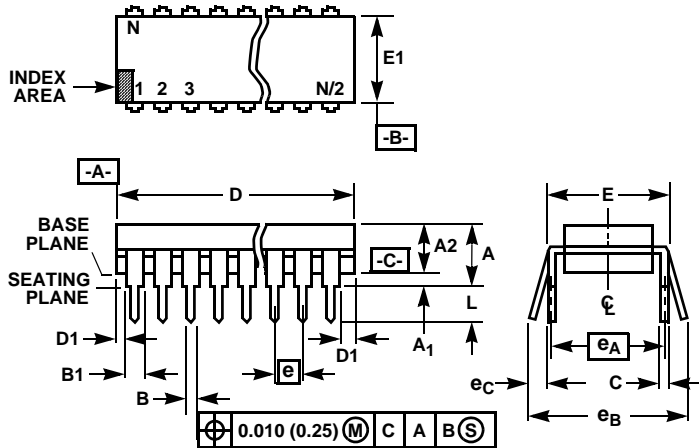 N
E1
INDEX
AREA
1 2 3 N/2
-B-
-A-
D
E
BASE
PLANE
A2
A
-C-
SEATING
PLANE
L
C L
D1
A1
D1
eA
B1
e
eC
C
B
eB
0.010 (0.25) M C A B S